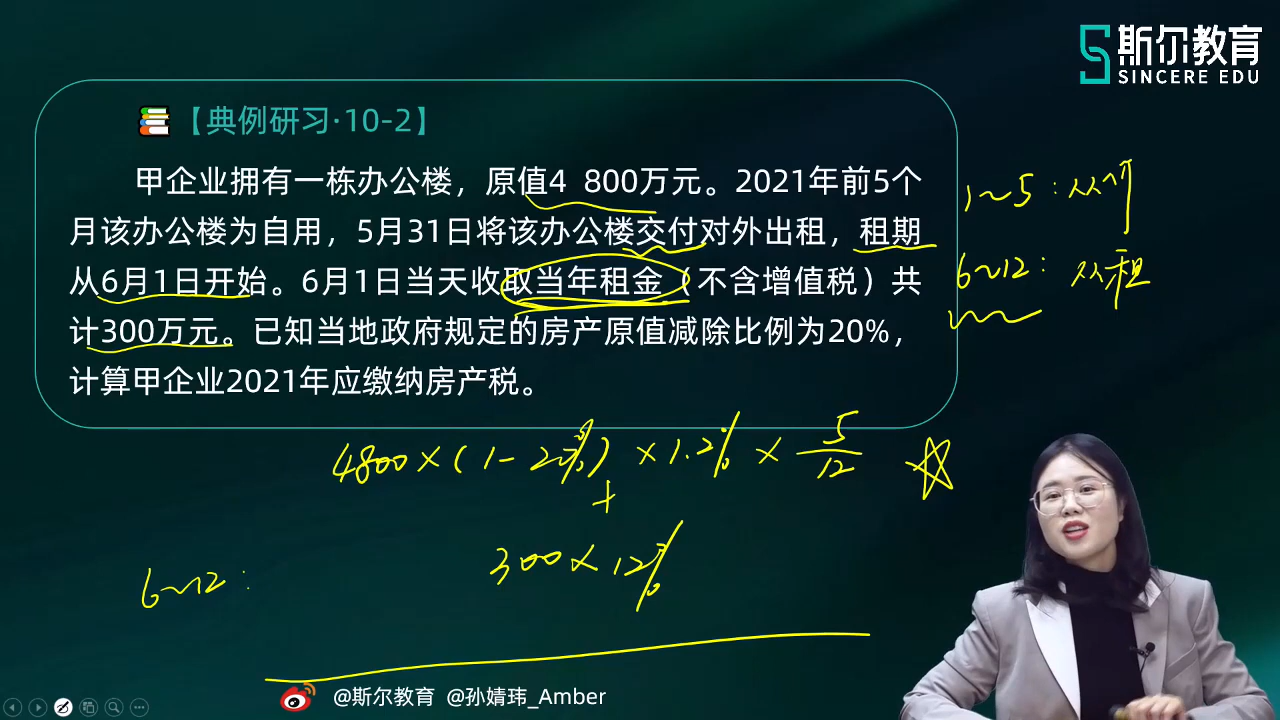 斯尔教育
SINCERE EDU
【典例研习·10-2】
甲企业拥有一栋办公楼，原值4 800万元。2021年前5个
月该办公楼为自用，5月31日将该办公楼交付对外出租，租期
从6月1日开始。6月1日当天收取当年租金（不含增值税）共
计300万元。已知当地政府规定的房产原值减除比例为20%，
计算甲企业2021年应缴纳房产税。
1~5：从价
6~12：从租
4800×(1-20%)×1.2%×5/12
+
300×12%
6~12：
@斯尔教育 @孙婧玮_Amber